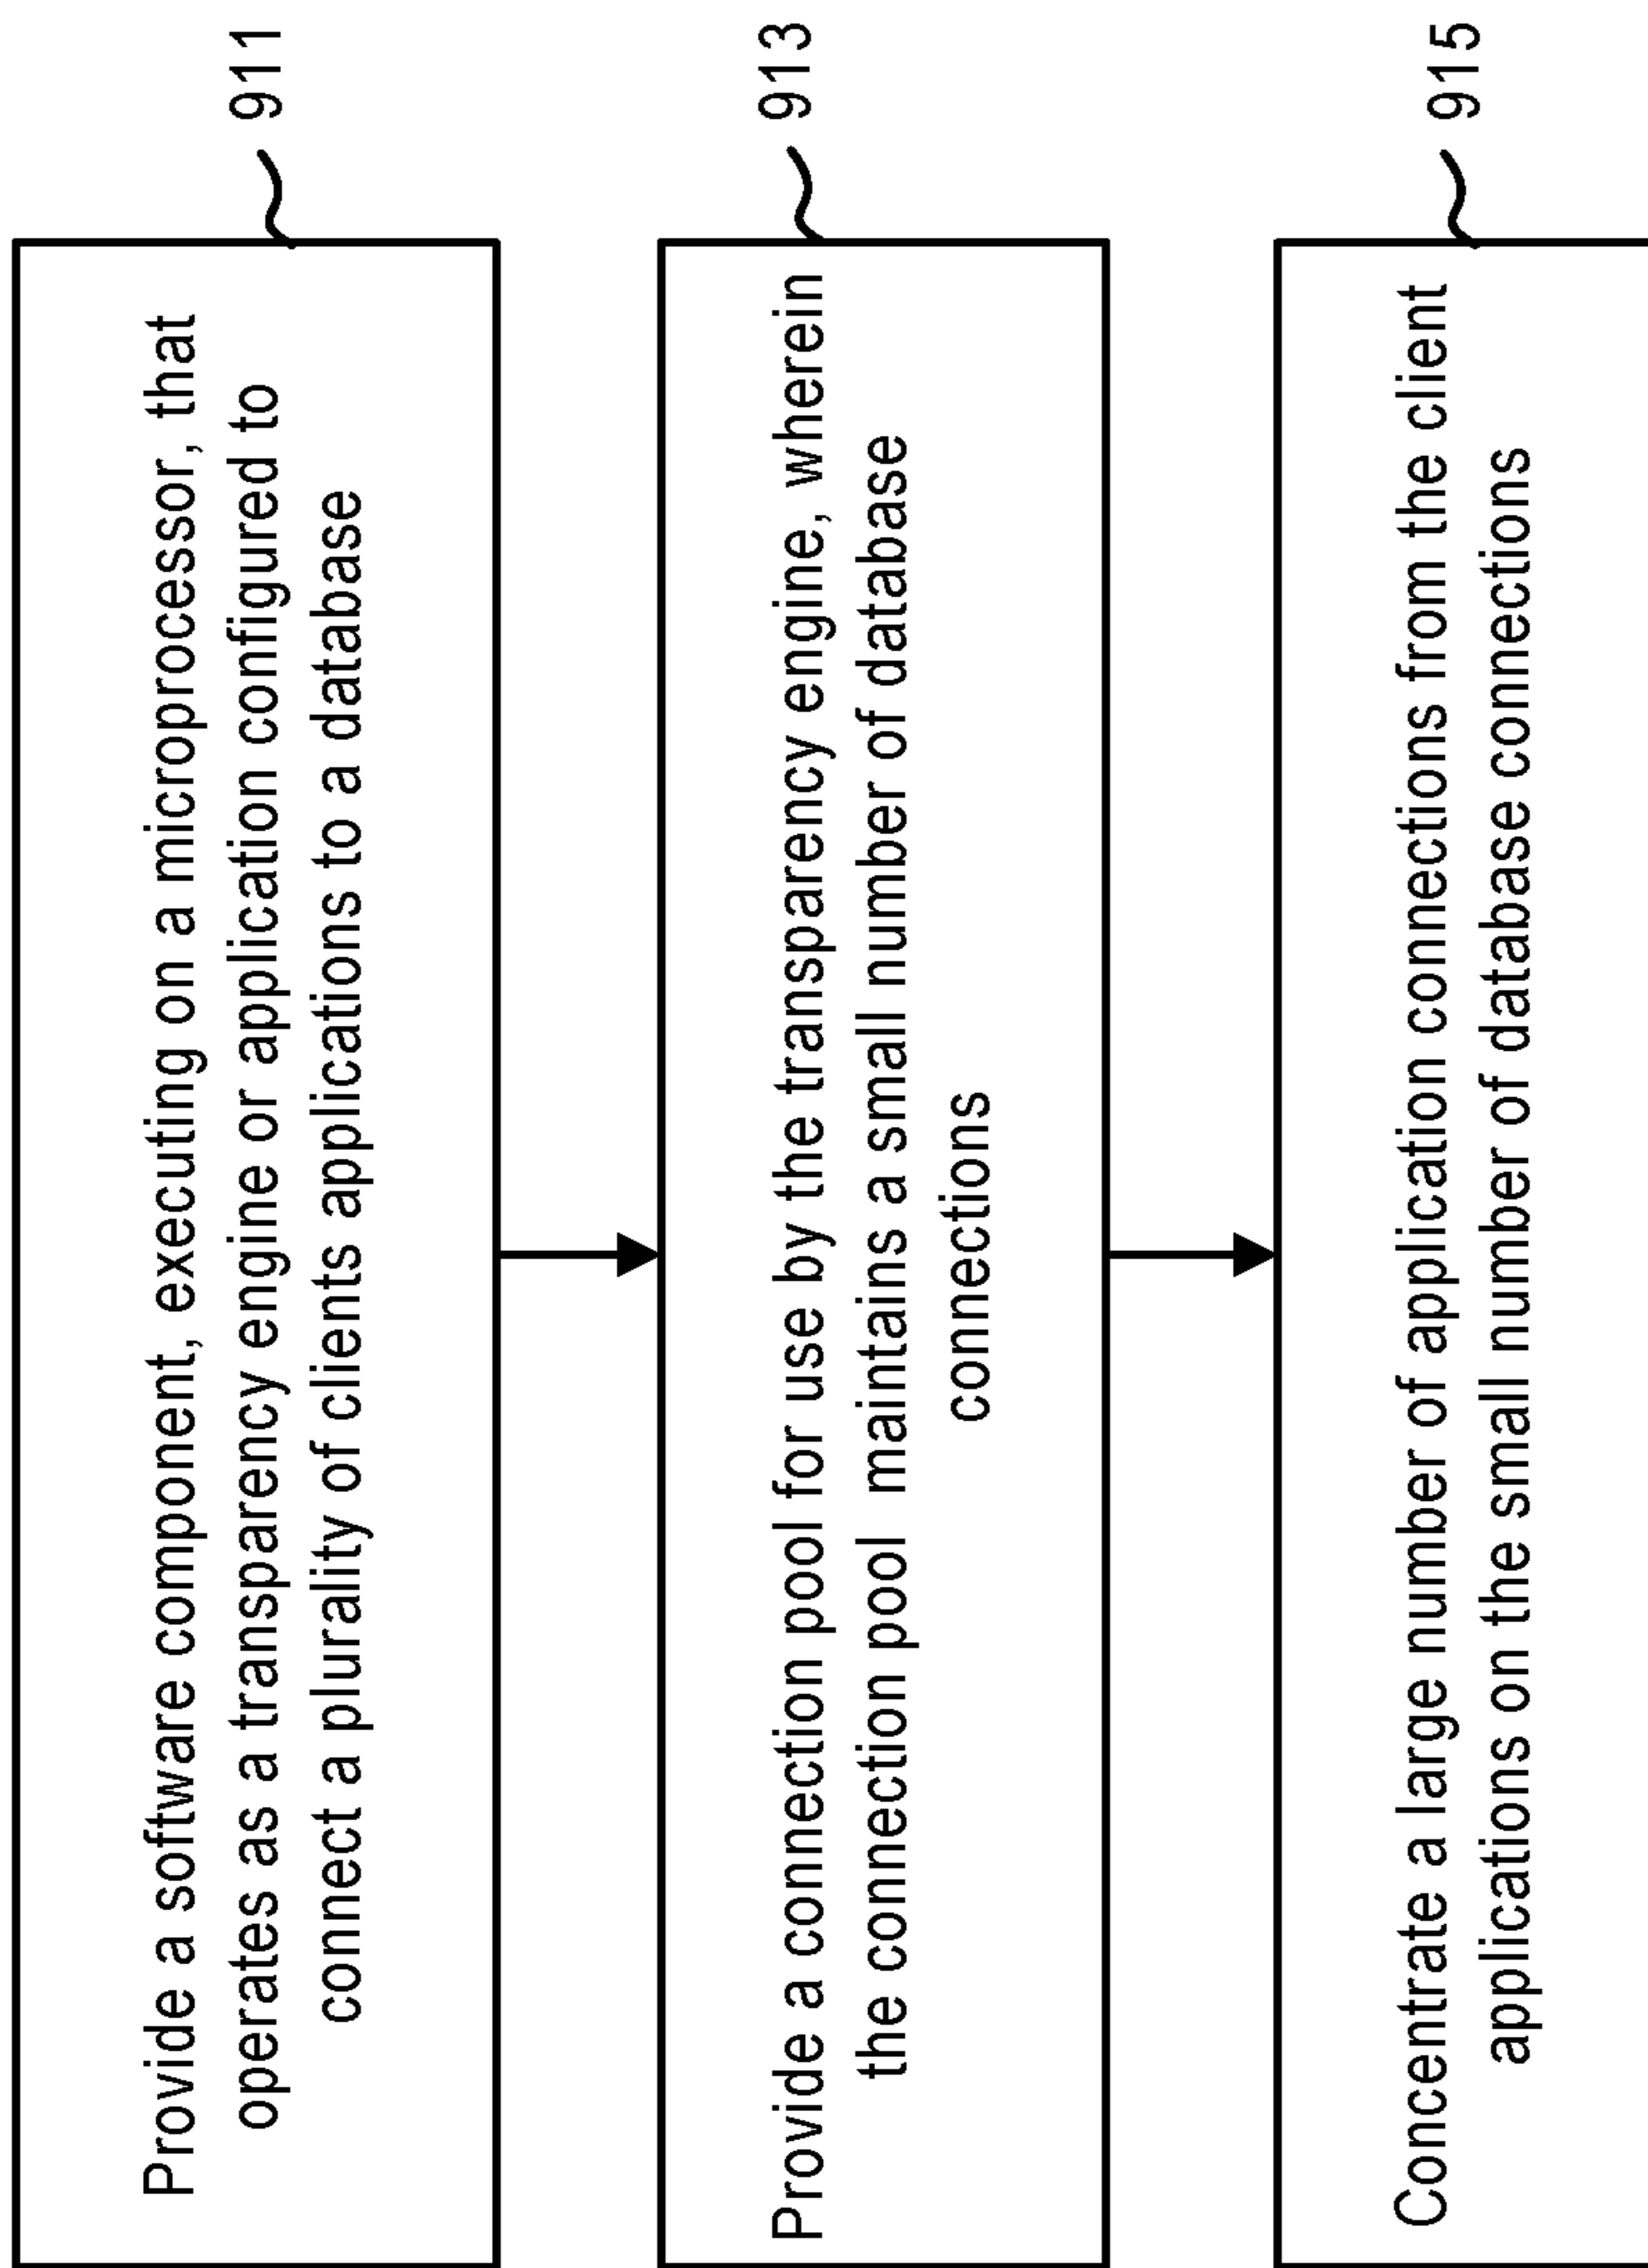 Provide a software component, executing on a microprocessor, that
operates as a transparency engine or application configured to
connect a plurality of clients applications to a database
911
Provide a connection pool for use by the transparency engine, wherein
the connection pool maintains a small number of database
connections
913
Concentrate a large number of application connections from the client
applications on the small number of database connections
915